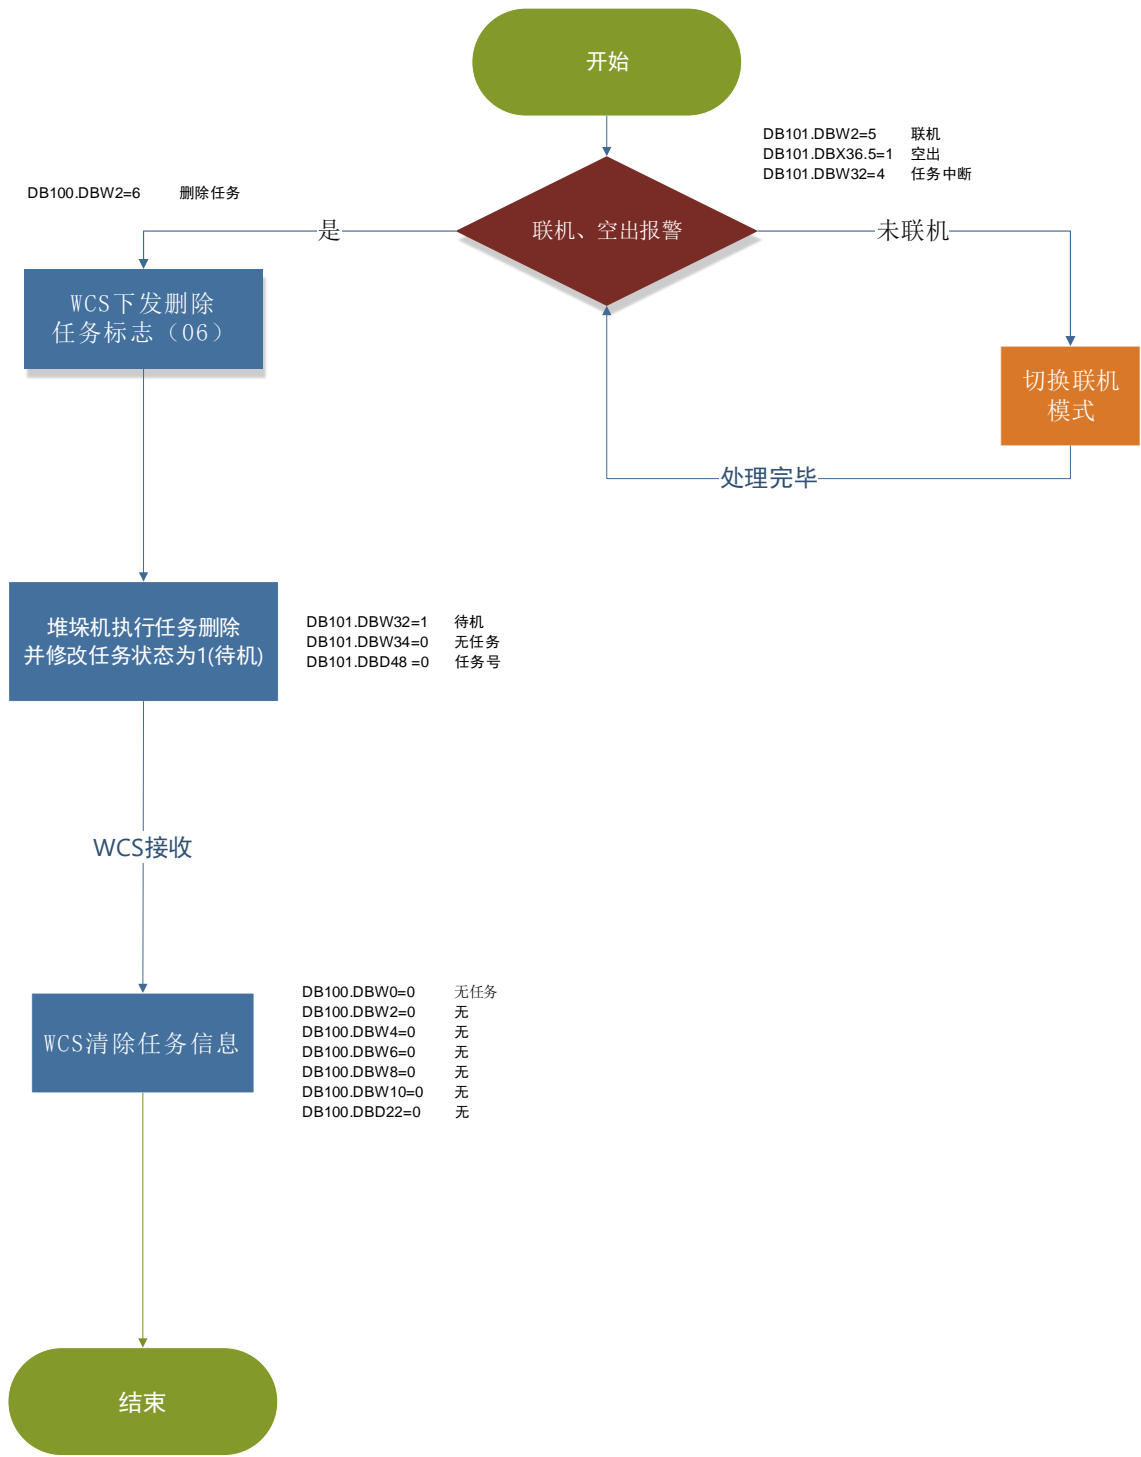 开始
DB101.DBW2=5 联机
DB101.DBX36.5=1 空出
DB101.DBW32=4 任务中断
DB100.DBW2=6 删除任务
是
联机、空出报警
未联机
WCS下发删除
任务标志（06）
切换联机
模式
处理完毕
堆垛机执行任务删除
并修改任务状态为1(待机)
DB101.DBW32=1 待机
DB101.DBW34=0 无任务
DB101.DBD48 =0 任务号
WCS接收
WCS清除任务信息
DB100.DBW0=0 无任务
DB100.DBW2=0 无
DB100.DBW4=0 无
DB100.DBW6=0 无
DB100.DBW8=0 无
DB100.DBW10=0 无
DB100.DBD22=0 无
结束